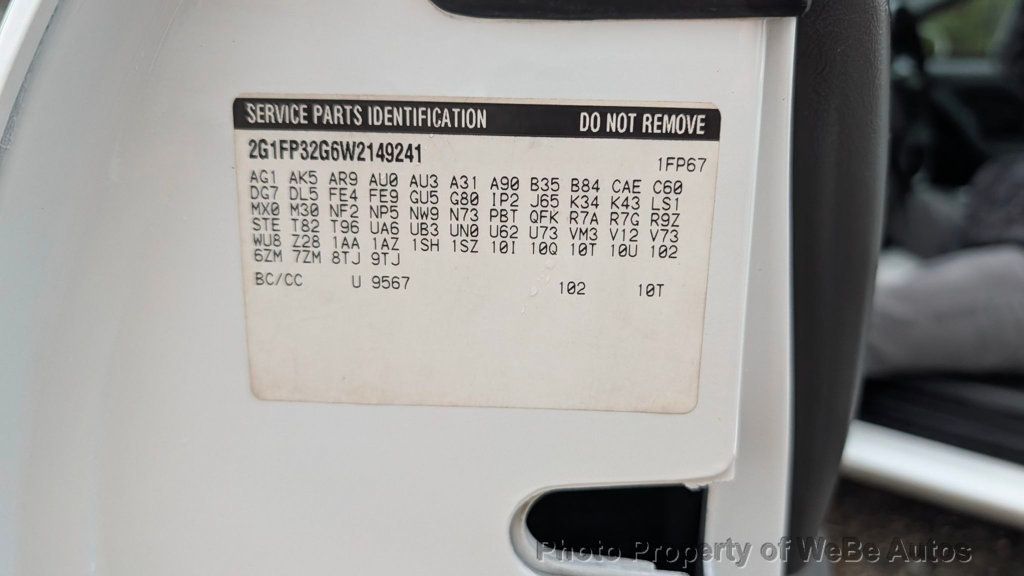 SERVICE PARTS IDENTIFICATION DO NOT REMOVE
2G1FP32G6W2149241 1FP67
AG1 AK5 AR9 AU0 AU3 A31 A90 B35 B84 CAE C60
DG7 DL5 FE4 FE9 GU5 G80 IP2 J65 K34 K43 LS1
MX0 M30 NF2 NP5 NW9 N73 PBT QFK R7A R7G R9Z
STE T82 T96 UA6 UB3 UN0 U62 U73 VM3 V12 V73
WU8 Z28 1AA 1AZ 1SH 1SZ 10I 10Q 10T 10U 102
6ZM 7ZM 8TJ 9TJ
BC/CC U 9567 102 10T
Photo Property of WeBe Autos